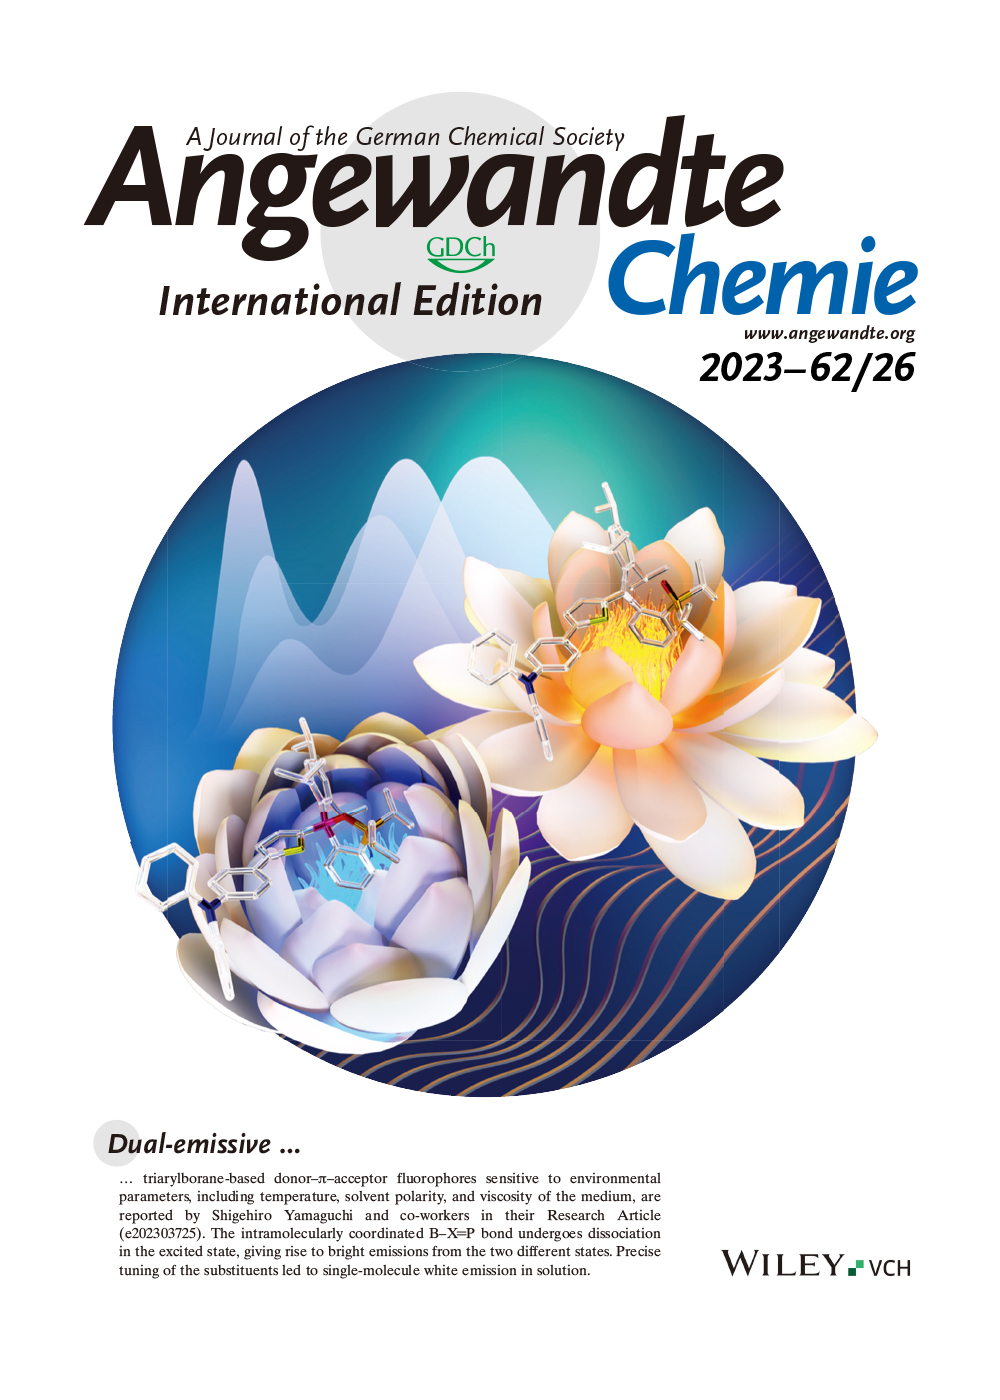 A Journal of the German Chemical Society
Angewandte
GDCh
Chemie
International Edition
www.angewandte.org
2023–62/26
Dual-emissive ...
... triarylborane-based donor–π–acceptor fluorophores sensitive to environmental
parameters, including temperature, solvent polarity, and viscosity of the medium, are
reported by Shigehiro Yamaguchi and co-workers in their Research Article
(e202303725). The intramolecularly coordinated B–X=P bond undergoes dissociation
in the excited state, giving rise to bright emissions from the two different states. Precise
tuning of the substituents led to single-molecule white emission in solution.
WILEY VCH